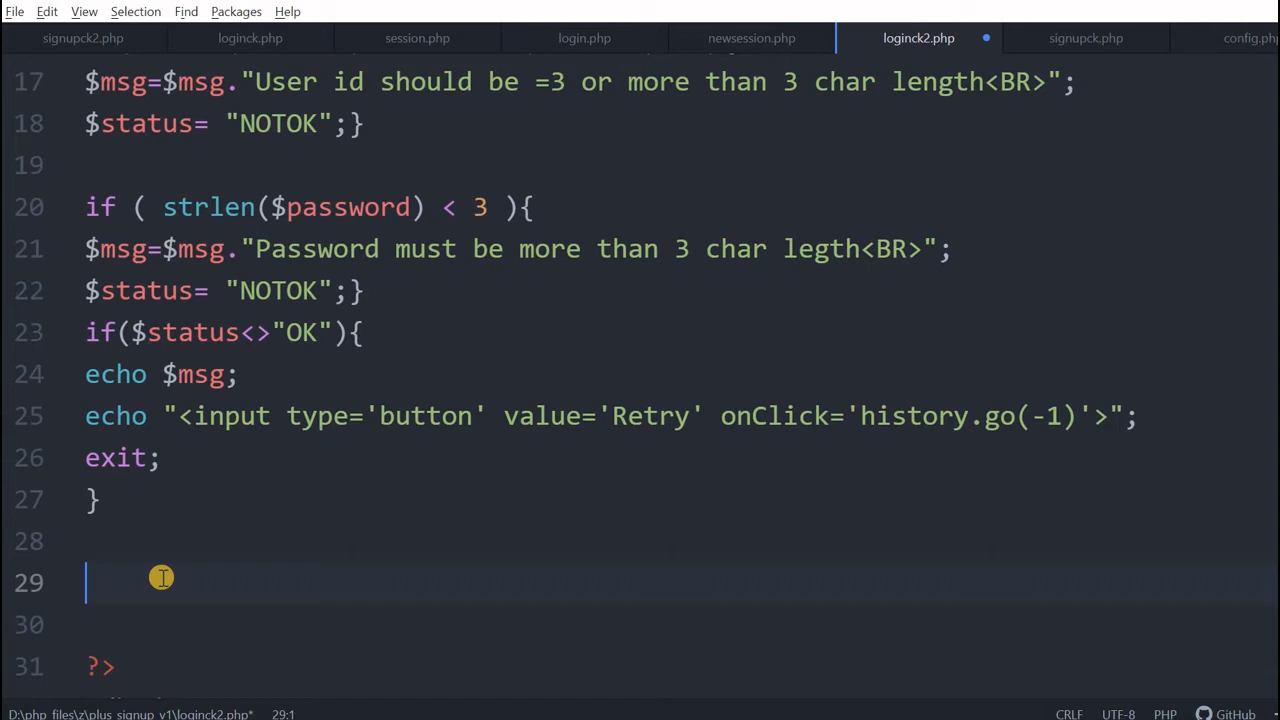 File Edit View Selection Find Packages Help
signupck2.php loginck.php session.php login.php newsession.php loginck2.php signupck.php config.php
17 $msg=$msg."User id should be =3 or more than 3 char length<BR>";
18 $status= "NOTOK";}
19
20 if ( strlen($password) < 3 ){
21 $msg=$msg."Password must be more than 3 char legth<BR>";
22 $status= "NOTOK";}
23 if($status<>"OK"){
24 echo $msg;
25 echo "<input type='button' value='Retry' onClick='history.go(-1)'>";
26 exit;
27 }
28
29
30
31 ?>
D:\php_files\z\plus_signup_v1\loginck2.php* 29:1 CRLF UTF-8 PHP GitHub